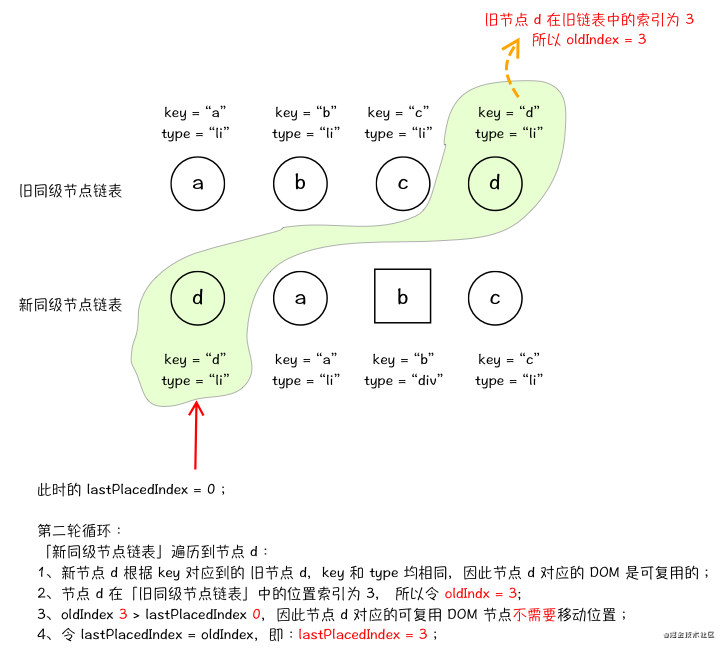 旧节点 d 在旧链表中的索引为 3
所以 oldIndex = 3
key = “a”
type = “li”
key = “b”
type = “li”
key = “c”
type = “li”
key = “d”
type = “li”
旧同级节点链表
a
b
c
d
新同级节点链表
d
a
b
c
key = “d”
type = “li”
key = “a”
type = “li”
key = “b”
type = “div”
key = “c”
type = “li”
此时的 lastPlacedIndex = 0；
第二轮循环：
「新同级节点链表」遍历到节点 d：
1、新节点 d 根据 key 对应到的 旧节点 d，key 和 type 均相同，因此节点 d 对应的 DOM 是可复用的；
2、节点 d 在「旧同级节点链表」中的位置索引为 3， 所以令 oldIndx = 3;
3、oldIndex 3 > lastPlacedIndex 0，因此节点 d 对应的可复用 DOM 节点不需要移动位置；
4、令 lastPlacedIndex = oldIndex，即：lastPlacedIndex = 3；
@掘金技术社区